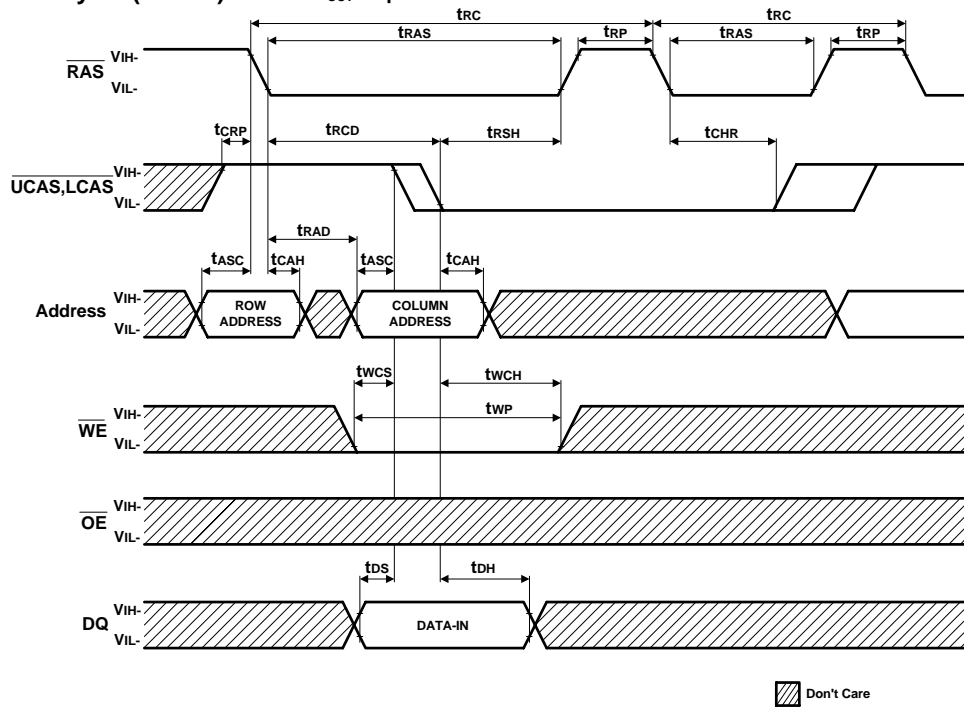 tRC tRC
tRAS tRP tRAS tRP
RAS VIH-
VIL-
tCRP tRCD tRSH tCHR
UCAS,LCAS VIH-
VIL-
tRAD
tASC tCAH tASC tCAH
Address VIH-
VIL-
ROW
ADDRESS
COLUMN
ADDRESS
tWCS tWCH
tWP
WE VIH-
VIL-
OE VIH-
VIL-
tDS tDH
DQ VIH-
VIL-
DATA-IN
Don't Care